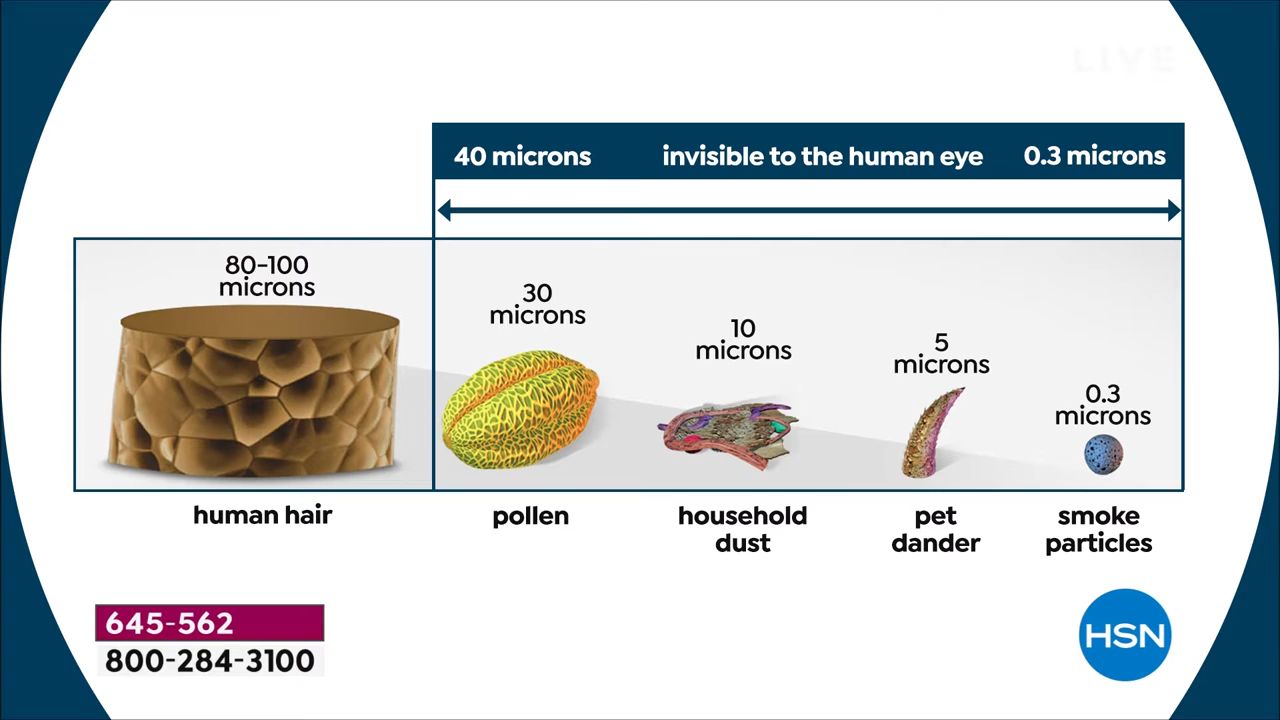 LIVE
40 microns invisible to the human eye 0.3 microns
80-100
microns
30
microns
10
microns
5
microns
0.3
microns
human hair
pollen
household
dust
pet
dander
smoke
particles
645-562
800-284-3100
HSN